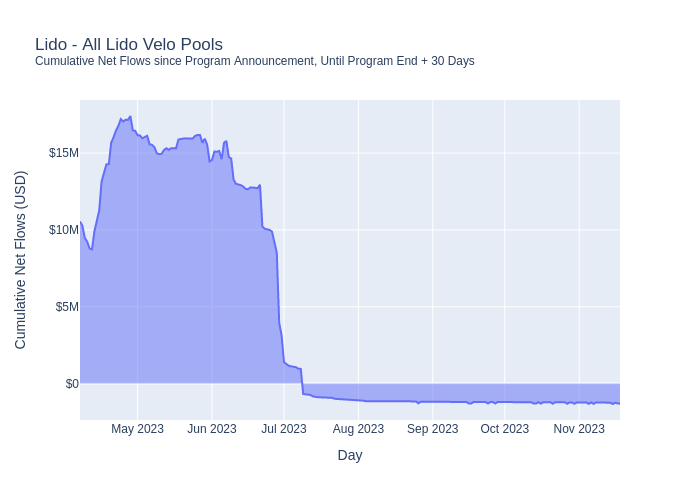 Lido - All Lido Velo Pools
Cumulative Net Flows since Program Announcement, Until Program End + 30 Days
Cumulative Net Flows (USD)
$15M
$10M
$5M
$0
May 2023 Jun 2023 Jul 2023 Aug 2023 Sep 2023 Oct 2023 Nov 2023
Day